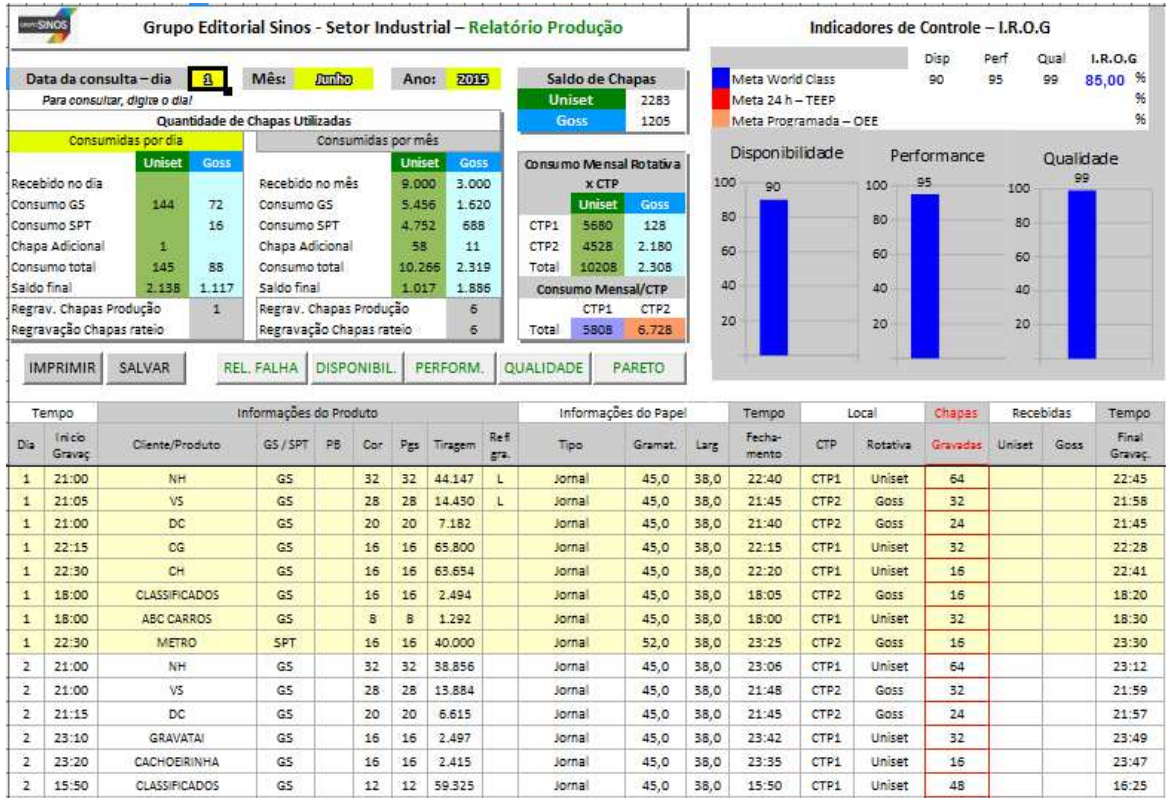 GRUPO SINOS
Grupo Editorial Sinos - Setor Industrial – Relatório Produção
Data da consulta – dia 1 Mês: Junho Ano: 2015
Para consultar, digite o dia!
Saldo de Chapas
Uniset 2283
Goss 1205
Quantidade de Chapas Utilizadas
Consumidas por dia Consumidas por mês
Uniset Goss Uniset Goss
Recebido no dia Recebido no mês 9.000 3.000
Consumo GS 144 72 Consumo GS 5.456 1.620
Consumo SPT 16 Consumo SPT 4.752 688
Chapa Adicional 1 Chapa Adicional 58 11
Consumo total 145 88 Consumo total 10.266 2.319
Saldo final 2.138 1.117 Saldo final 1.017 1.886
Regrav. Chapas Produção 1 Regrav. Chapas Produção 6
Regravação Chapas rateio Regravação Chapas rateio 6
Consumo Mensal Rotativa
x CTP
Uniset Goss
CTP1 5680 128
CTP2 4528 2.180
Total 10208 2.308
Consumo Mensal/CTP
CTP1 CTP2
Total 5808 6.728
Indicadores de Controle – I.R.O.G
Disp Perf Qual I.R.O.G
Meta World Class 90 95 99 85,00 %
Meta 24 h – TEEP %
Meta Programada – OEE %
Disponibilidade
100
80
60
40
20
90
Performance
100
80
60
40
20
95
Qualidade
100
80
60
40
20
99
IMPRIMIR SALVAR REL. FALHA DISPONIBIL. PERFORM. QUALIDADE PARETO
Tempo Informações do Produto Informações do Papel Tempo Local Chapas Recebidas Tempo
Dia Inicio Gravaç Cliente/Produto GS / SPT PB Cor Pgs Tiragem Refl gra. Tipo Gramat. Larg Fecha-mento CTP Rotativa Gravadas Uniset Goss Final Gravaç.
1 21:00 NH GS 32 32 44.147 L Jornal 45,0 38,0 22:40 CTP1 Uniset 64 22:45
1 21:05 VS GS 28 28 14.430 L Jornal 45,0 38,0 21:45 CTP2 Goss 32 21:58
1 21:00 DC GS 20 20 7.182 Jornal 45,0 38,0 21:40 CTP2 Goss 24 21:45
1 22:15 CG GS 16 16 65.800 Jornal 45,0 38,0 22:15 CTP1 Uniset 32 22:28
1 22:30 CH GS 16 16 63.654 Jornal 45,0 38,0 22:20 CTP1 Uniset 16 22:41
1 18:00 CLASSIFICADOS GS 16 16 2.494 Jornal 45,0 38,0 18:05 CTP2 Goss 16 18:20
1 18:00 ABC CARROS GS 8 8 1.292 Jornal 45,0 38,0 18:00 CTP1 Uniset 32 18:30
1 22:30 METRO SPT 16 16 40.000 Jornal 52,0 38,0 23:25 CTP2 Goss 16 23:30
2 21:00 NH GS 32 32 38.856 Jornal 45,0 38,0 23:06 CTP1 Uniset 64 23:12
2 21:00 VS GS 28 28 13.884 Jornal 45,0 38,0 21:48 CTP2 Goss 32 21:59
2 21:15 DC GS 20 20 6.615 Jornal 45,0 38,0 21:45 CTP2 Goss 24 21:57
2 23:10 GRAVATAI GS 16 16 2.497 Jornal 45,0 38,0 23:42 CTP1 Uniset 32 23:49
2 23:20 CACHOEIRINHA GS 16 16 2.415 Jornal 45,0 38,0 23:35 CTP1 Uniset 16 23:47
2 15:50 CLASSIFICADOS GS 12 12 59.325 Jornal 45,0 38,0 15:50 CTP1 Uniset 48 16:25